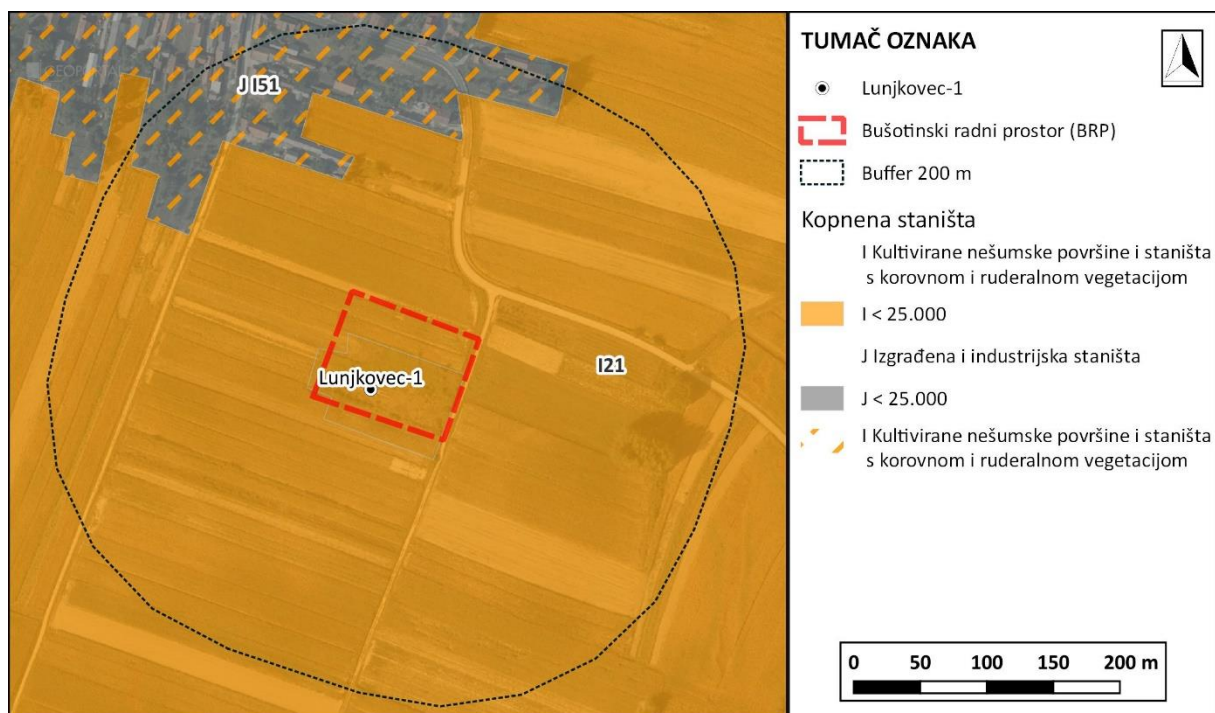 GEOPORTAL
J I51
Lunjkovec-1
I21
TUMAČ OZNAKA
Lunjkovec-1
Bušotinski radni prostor (BRP)
Buffer 200 m
Kopnena staništa
I Kultivirane nešumske površine i staništa
s korovnom i ruderalnom vegetacijom
I < 25.000
J Izgrađena i industrijska staništa
J < 25.000
I Kultivirane nešumske površine i staništa
s korovnom i ruderalnom vegetacijom
0 50 100 150 200 m